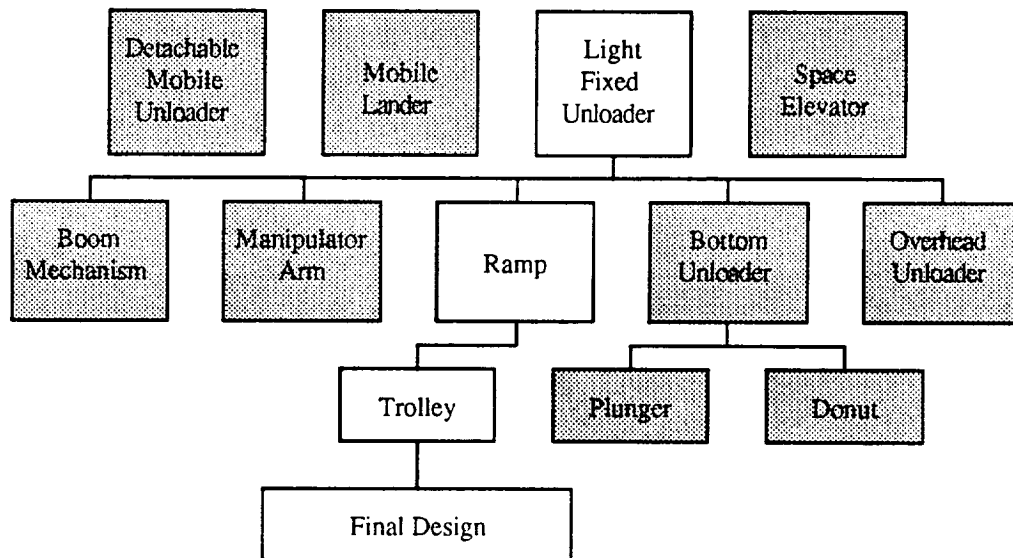 Detachable
Mobile
Unloader
Mobile
Lander
Light
Fixed
Unloader
Space
Elevator
Boom
Mechanism
Manipulator
Arm
Ramp
Bottom
Unloader
Overhead
Unloader
Trolley
Plunger
Donut
Final Design